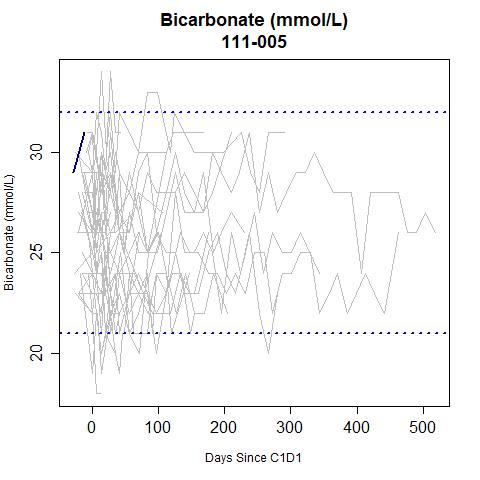 Bicarbonate (mmol/L)
111-005
Bicarbonate (mmol/L)
30
25
20
0 100 200 300 400 500
Days Since C1D1